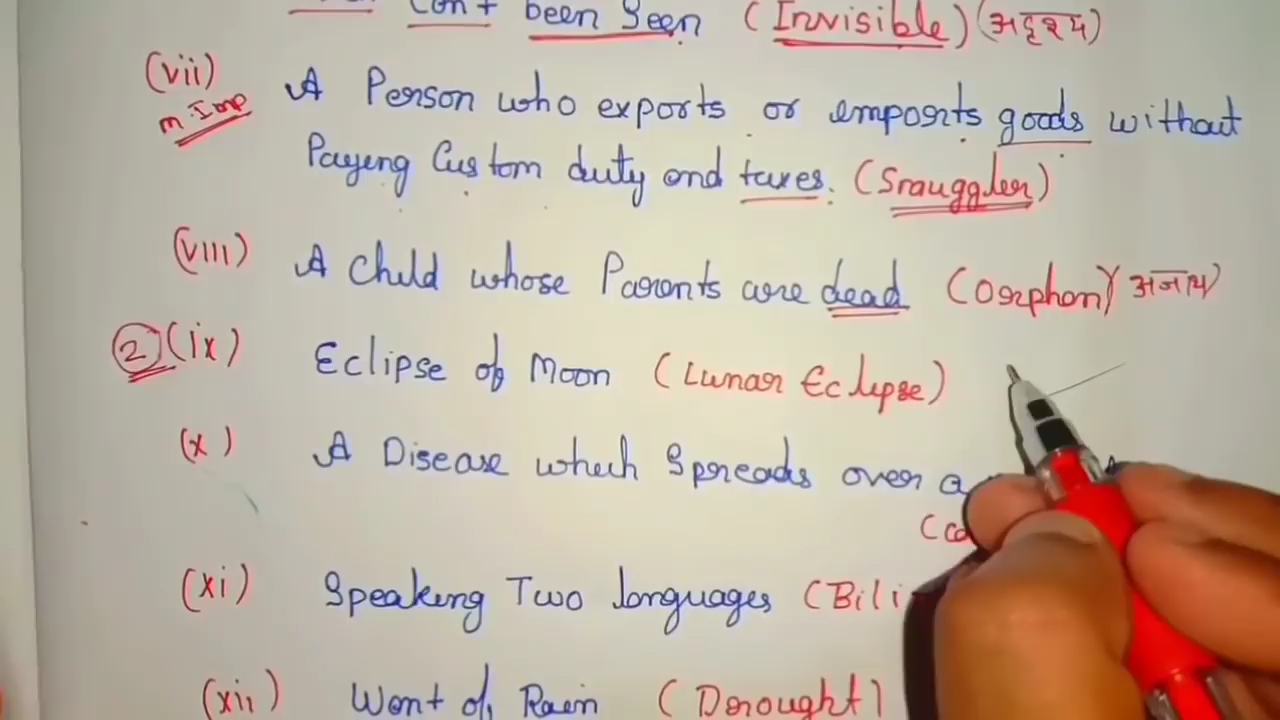 Can't been Seen (Invisible) (अदृश्य)
(vii) A Person who exports or emports goods without
m.Imp
Paying Custom duty and taxes. (Smuggler)
(viii) A Child whose Parents are dead (Orphan) (अनाथ)
2 (ix) Eclipse of Moon (Lunar Eclipse)
(x) A Disease which Spreads over a
(co
(xi) Speaking Two languages (Bili
(xii) Want of Rain (Drought)